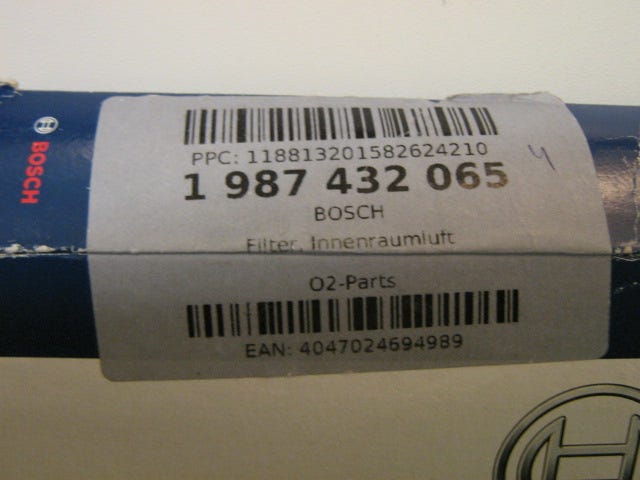 BOSCH
PPC: 118813201582624210
1 987 432 065
BOSCH
Filter, Innenraumluft
O2-Parts
EAN: 4047024694989
4